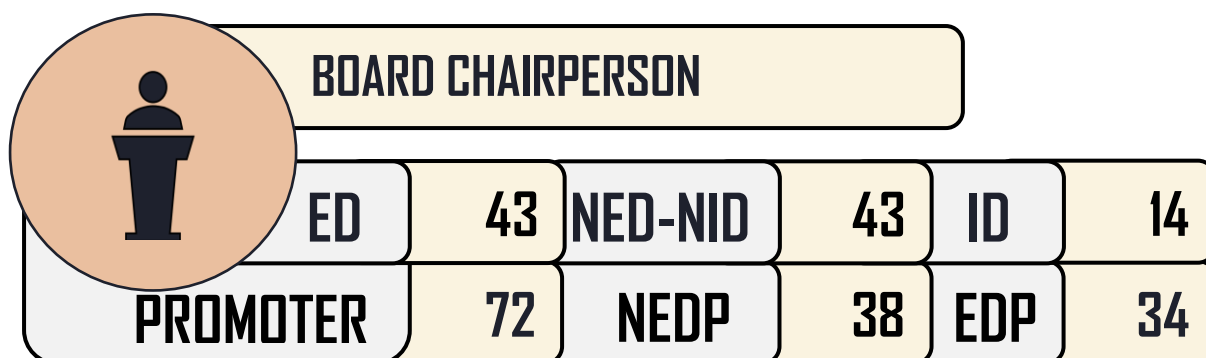 BOARD CHAIRPERSON
ED 43 NED-NID 43 ID 14
PROMOTER 72 NEDP 38 EDP 34